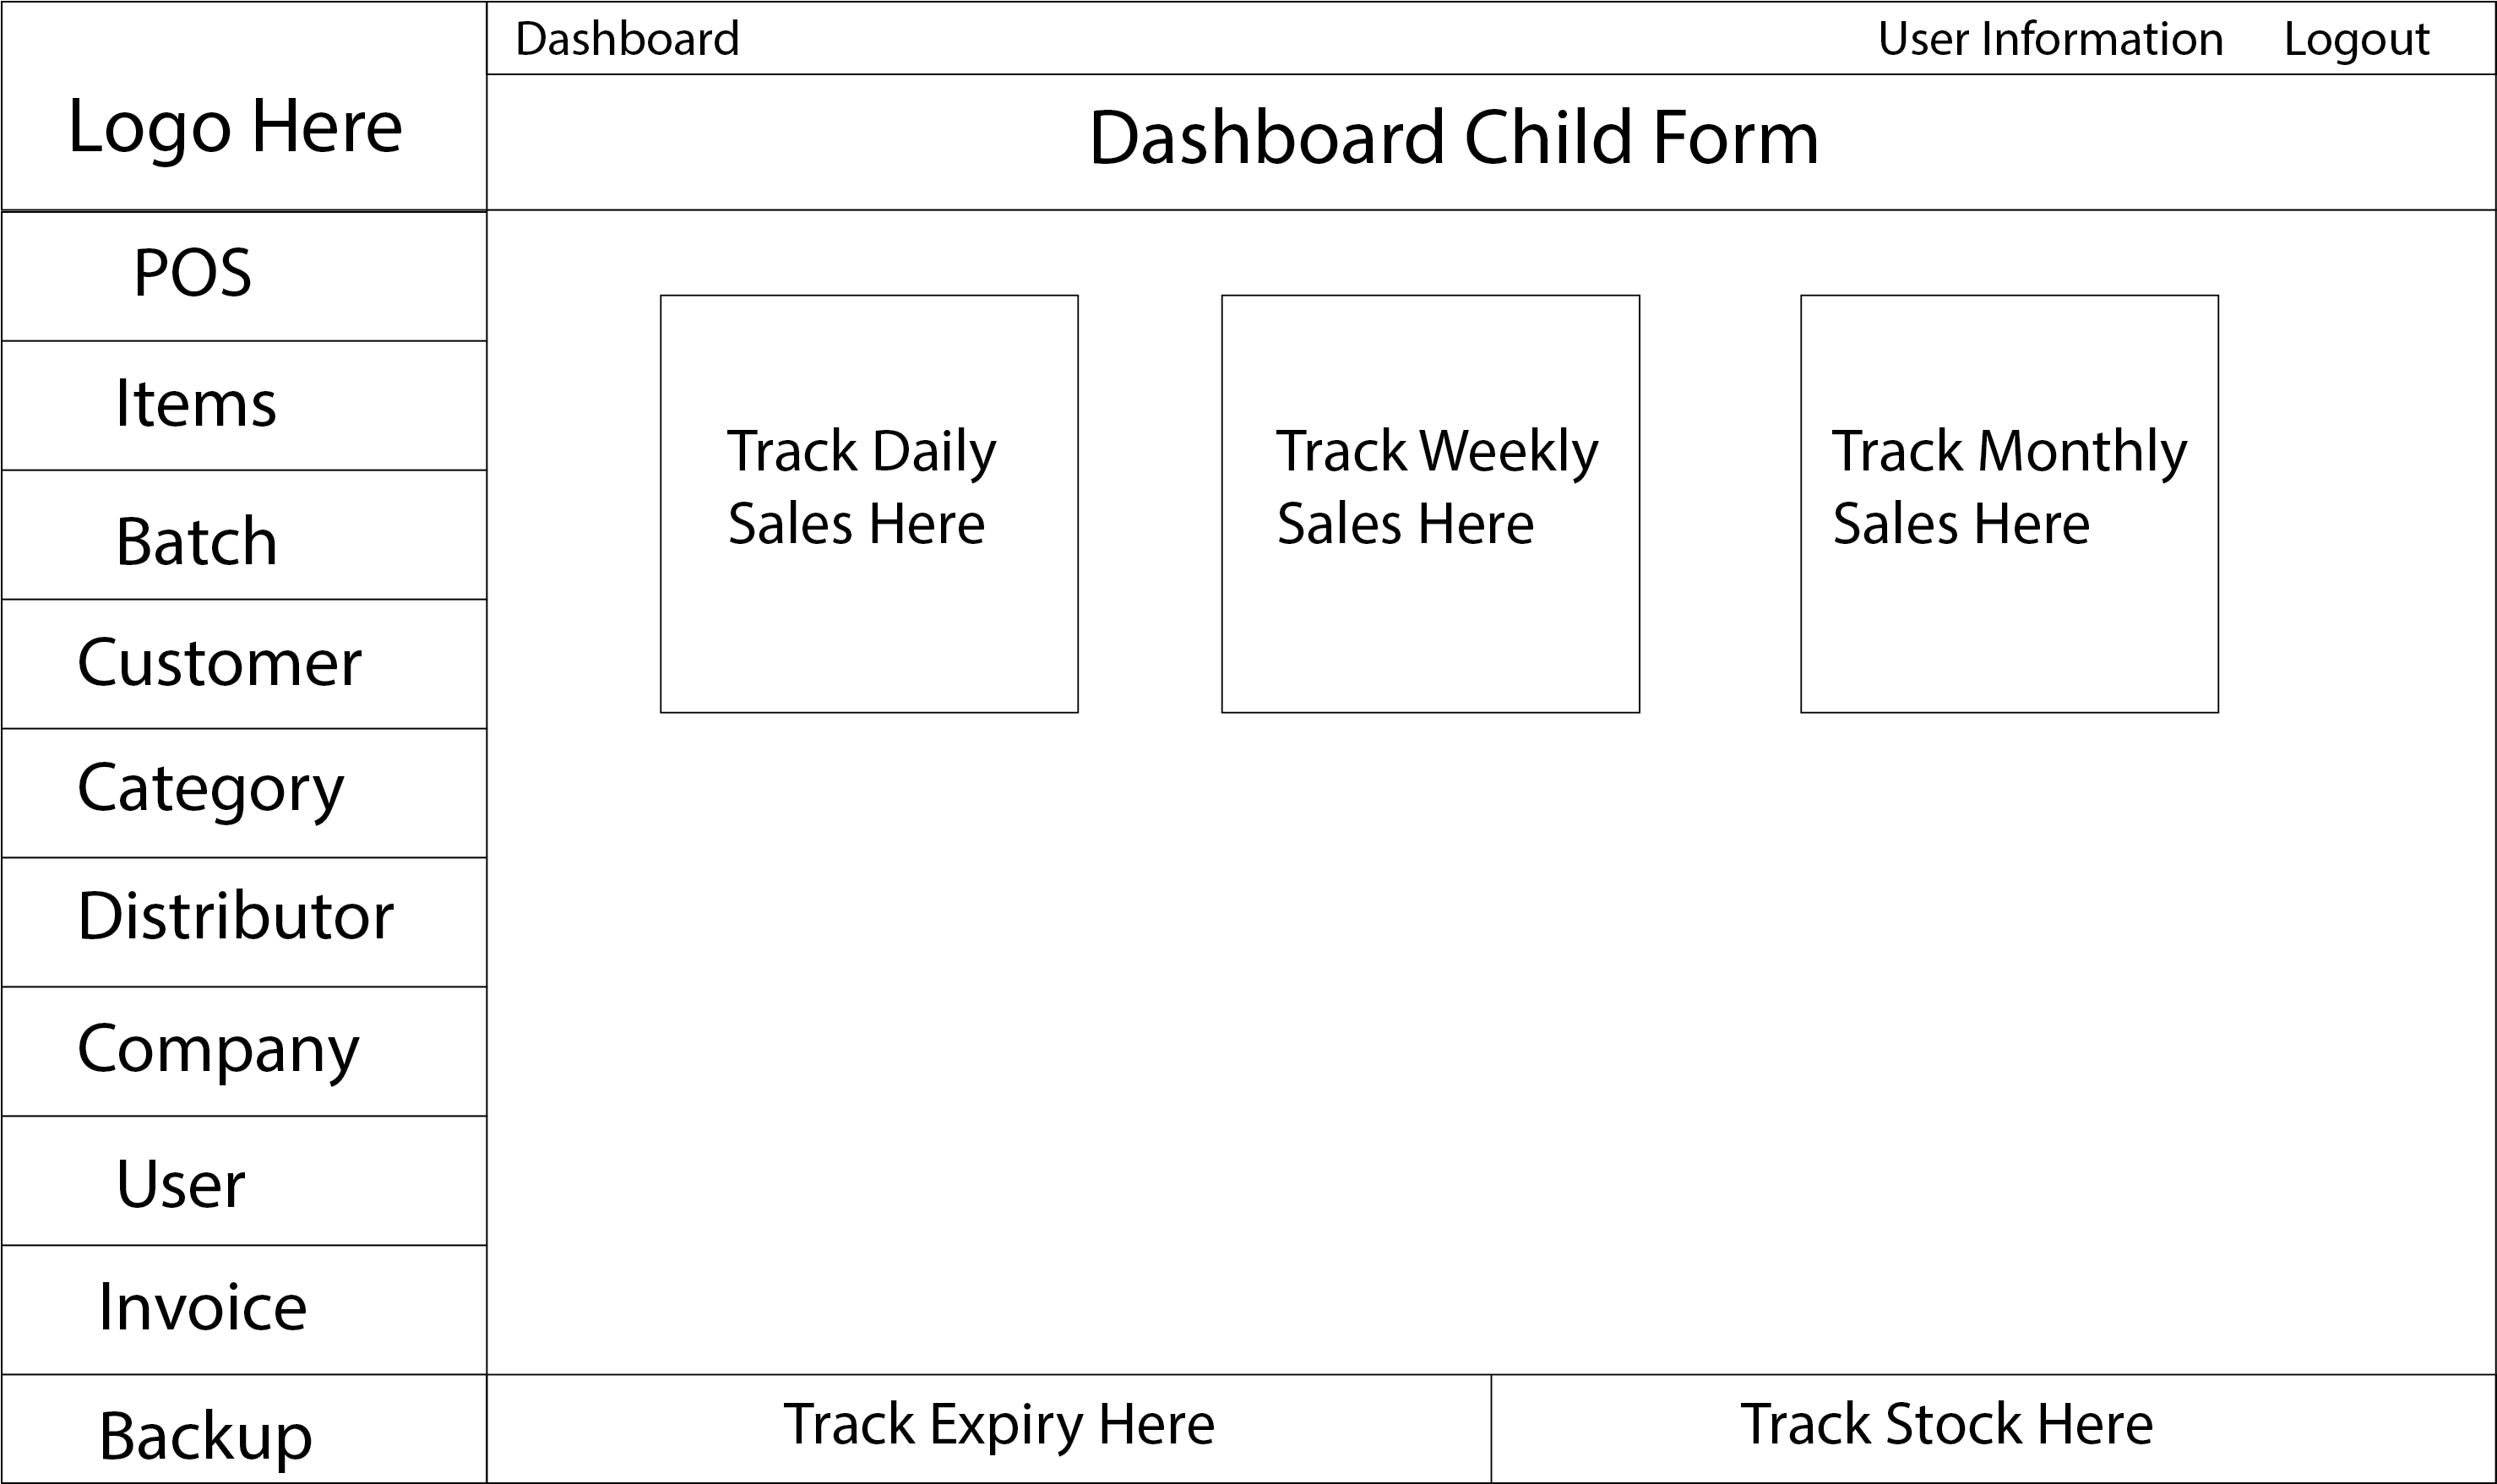 Dashboard
User Information
Logout
Logo Here
Dashboard Child Form
POS
Items
Batch
Customer
Category
Distributor
Company
User
Invoice
Backup
Track Daily
Sales Here
Track Weekly
Sales Here
Track Monthly
Sales Here
Track Expiry Here
Track Stock Here